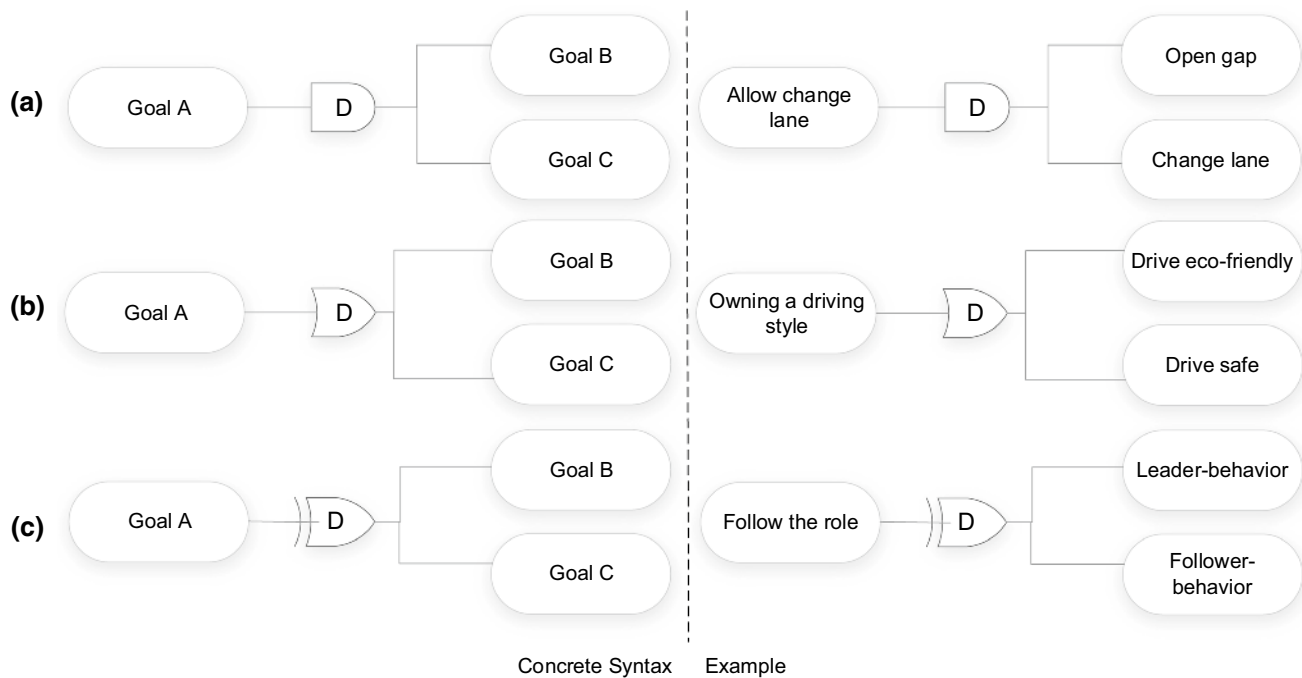 (a)
Goal A
D
Goal B
Goal C
Allow change
lane
D
Open gap
Change lane
(b)
Goal A
D
Goal B
Goal C
Owning a driving
style
D
Drive eco-friendly
Drive safe
(c)
Goal A
D
Goal B
Goal C
Follow the role
D
Leader-behavior
Follower-
behavior
Concrete Syntax
Example